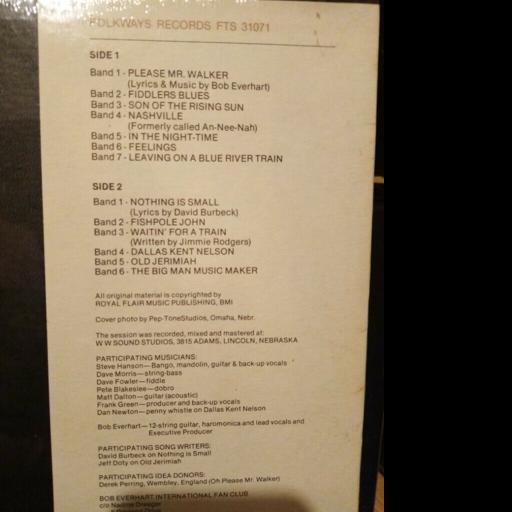 FOLKWAYS RECORDS FTS 31071
SIDE 1
Band 1 - PLEASE MR. WALKER
(Lyrics & Music by Bob Everhart)
Band 2 - FIDDLERS BLUES
Band 3 - SON OF THE RISING SUN
Band 4 - NASHVILLE
(Formerly called An-Nee-Nah)
Band 5 - IN THE NIGHT-TIME
Band 6 - FEELINGS
Band 7 - LEAVING ON A BLUE RIVER TRAIN
SIDE 2
Band 1 - NOTHING IS SMALL
(Lyrics by David Burbeck)
Band 2 - FISHPOLE JOHN
Band 3 - WAITIN' FOR A TRAIN
(Written by Jimmie Rodgers)
Band 4 - DALLAS KENT NELSON
Band 5 - OLD JERIMIAH
Band 6 - THE BIG MAN MUSIC MAKER
All original material is copyrighted by
ROYAL FLAIR MUSIC PUBLISHING, BMI
Cover photo by Pep-Tone Studios, Omaha, Nebr.
The session was recorded, mixed and mastered at:
W W SOUND STUDIOS, 3815 ADAMS, LINCOLN, NEBRASKA
PARTICIPATING MUSICIANS:
Steve Hanson—Bango, mandolin, guitar & back-up vocals
Dave Morris—string-bass
Dave Fowler—fiddle
Pete Blakeslee—dobro
Matt Dalton—guitar (acoustic)
Frank Green—producer and back-up vocals
Dan Newton—penny whistle on Dallas Kent Nelson
Bob Everhart—12-string guitar, haromonica and lead vocals and
Executive Producer
PARTICIPATING SONG WRITERS:
David Burbeck on Nothing is Small
Jeff Doty on Old Jerimiah
PARTICIPATING IDEA DONORS:
Derek Perring, Wembley, England (Oh Please Mr. Walker)
BOB EVERHART INTERNATIONAL FAN CLUB
c/o Nadine